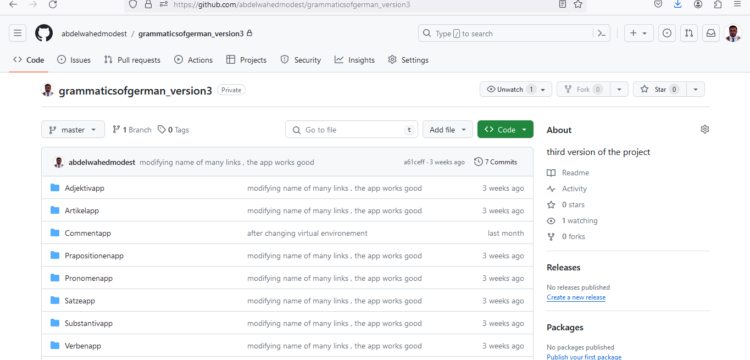 https://github.com/abdelwahedmodest/grammaticsofgerman_version3
abdelwahedmodest / grammaticsofgerman_version3
Type / to search
Code Issues Pull requests Actions Projects Security Insights Settings
grammaticsofgerman_version3 Private
Unwatch 1 Fork 0 Star 0
master 1 Branch 0 Tags Go to file t Add file Code
abdelwahedmodest modifying name of many links , the app works good a61ceff · 3 weeks ago 7 Commits
Adjektivapp modifying name of many links , the app works good 3 weeks ago
Artikelapp modifying name of many links , the app works good 3 weeks ago
Commentapp after changing virtual environement last month
Prapositionenapp modifying name of many links , the app works good 3 weeks ago
Pronomenapp modifying name of many links , the app works good 3 weeks ago
Satzeapp modifying name of many links , the app works good 3 weeks ago
Substantivapp modifying name of many links , the app works good 3 weeks ago
Verbenapp modifying name of many links , the app works good 3 weeks ago
About
third version of the project
Readme
Activity
0 stars
1 watching
0 forks
Releases
No releases published
Create a new release
Packages
No packages published
Publish your first package